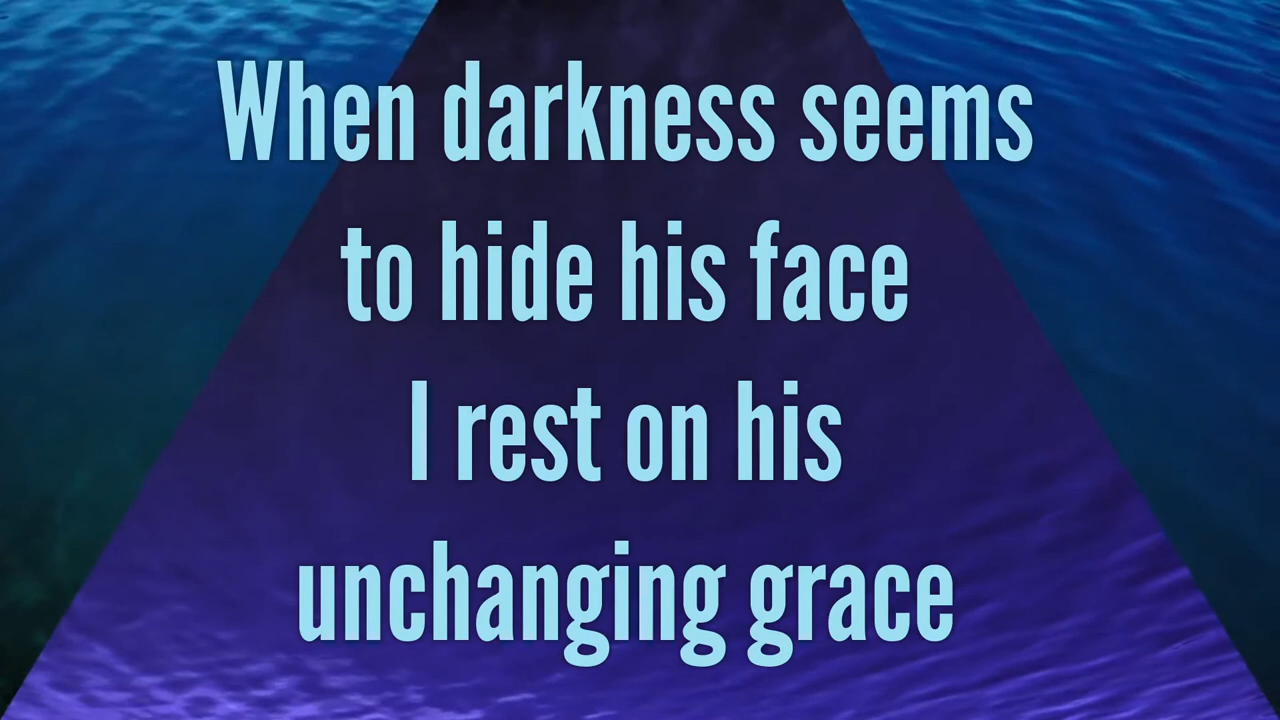 When darkness seems
to hide his face
I rest on his
unchanging grace